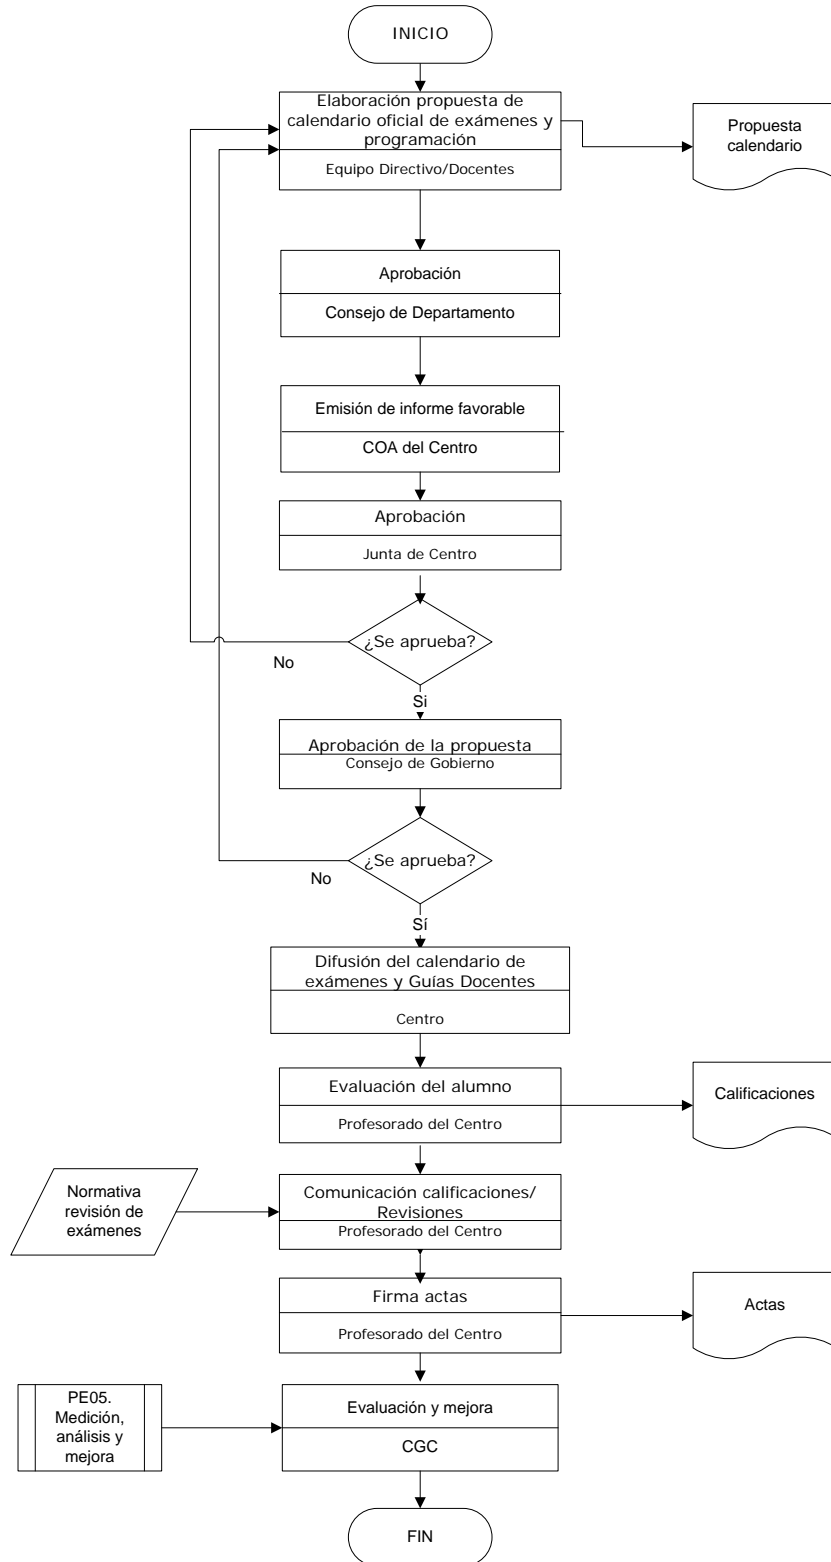 INICIO
Elaboración propuesta de
calendario oficial de exámenes y
programación
Equipo Directivo/Docentes
Propuesta
calendario
Aprobación
Consejo de Departamento
Emisión de informe favorable
COA del Centro
Aprobación
Junta de Centro
¿Se aprueba?
No
Si
Aprobación de la propuesta
Consejo de Gobierno
¿Se aprueba?
No
Sí
Difusión del calendario de
exámenes y Guías Docentes
Centro
Evaluación del alumno
Profesorado del Centro
Calificaciones
Normativa
revisión de
exámenes
Comunicación calificaciones/
Revisiones
Profesorado del Centro
Firma actas
Profesorado del Centro
Actas
PE05.
Medición,
análisis y
mejora
Evaluación y mejora
CGC
FIN